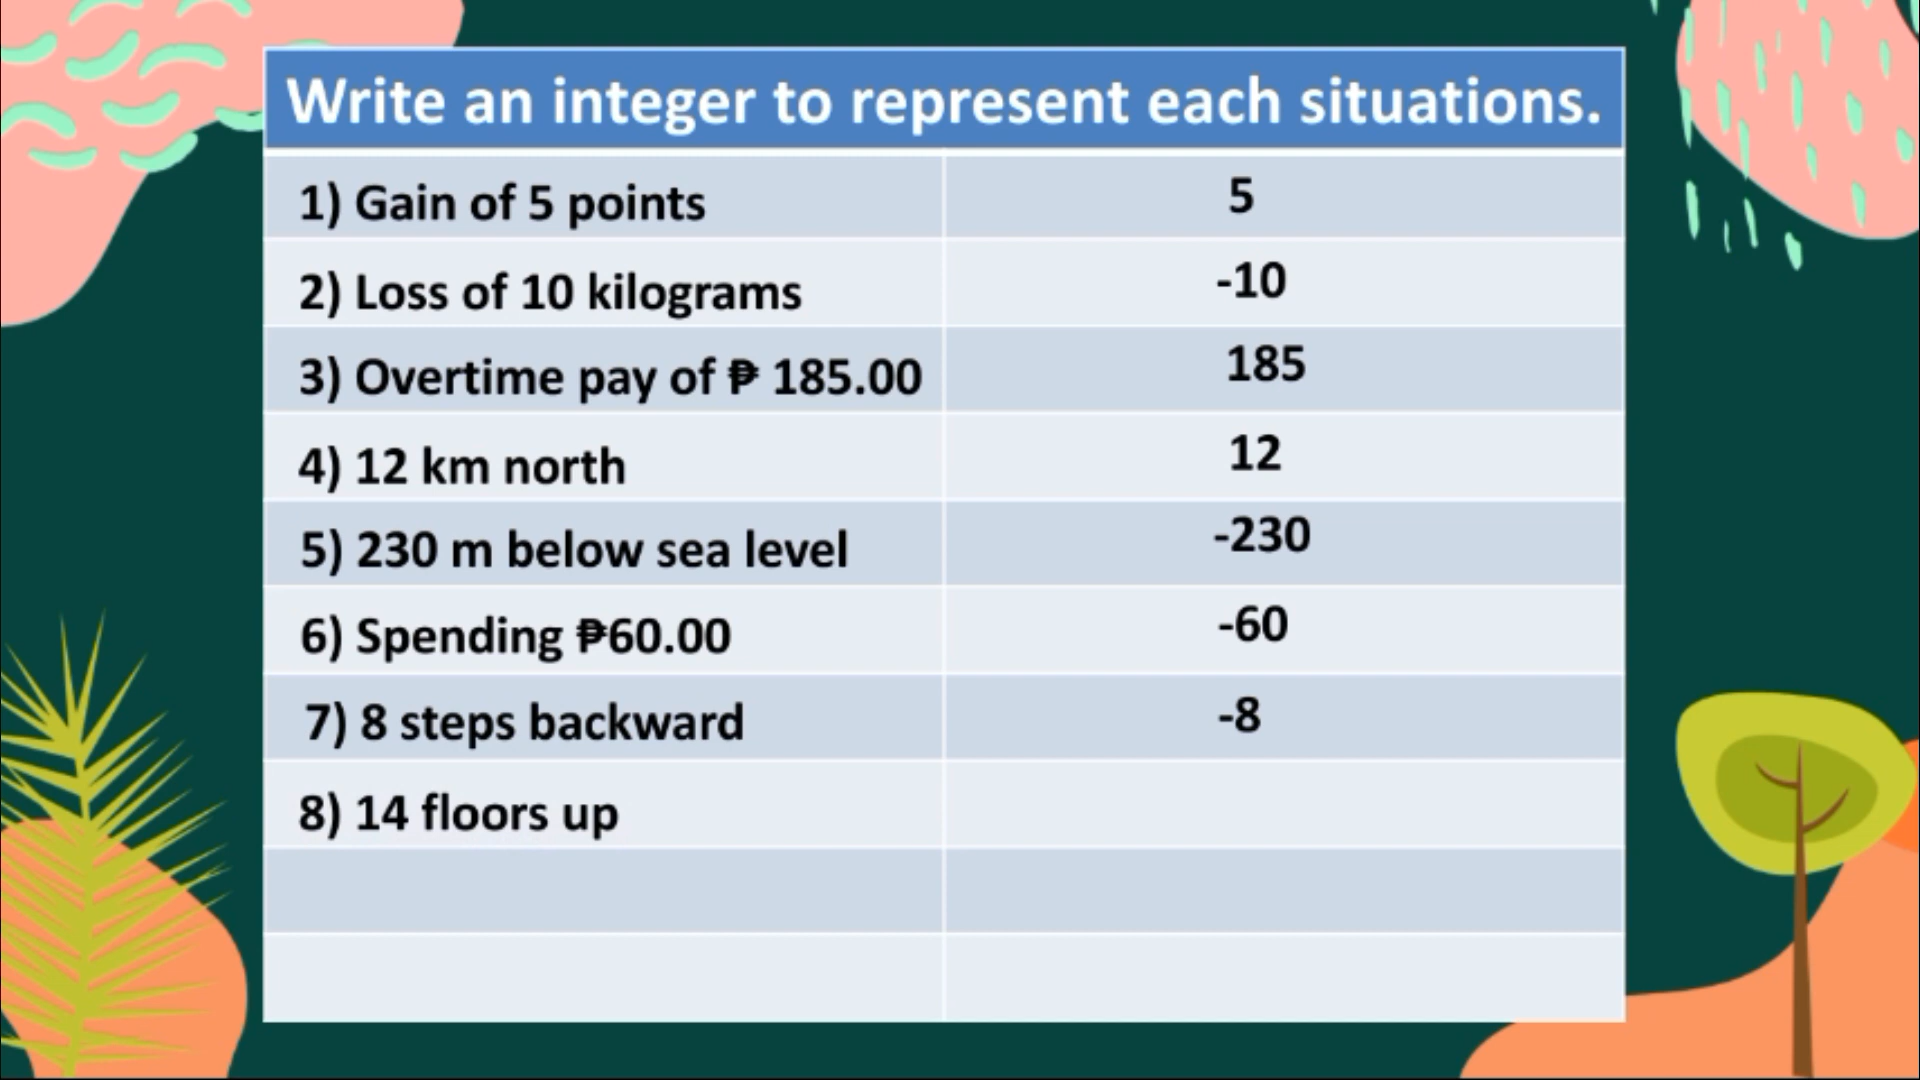 Write an integer to represent each situations.
1) Gain of 5 points 5
2) Loss of 10 kilograms -10
3) Overtime pay of ₱ 185.00 185
4) 12 km north 12
5) 230 m below sea level -230
6) Spending ₱60.00 -60
7) 8 steps backward -8
8) 14 floors up